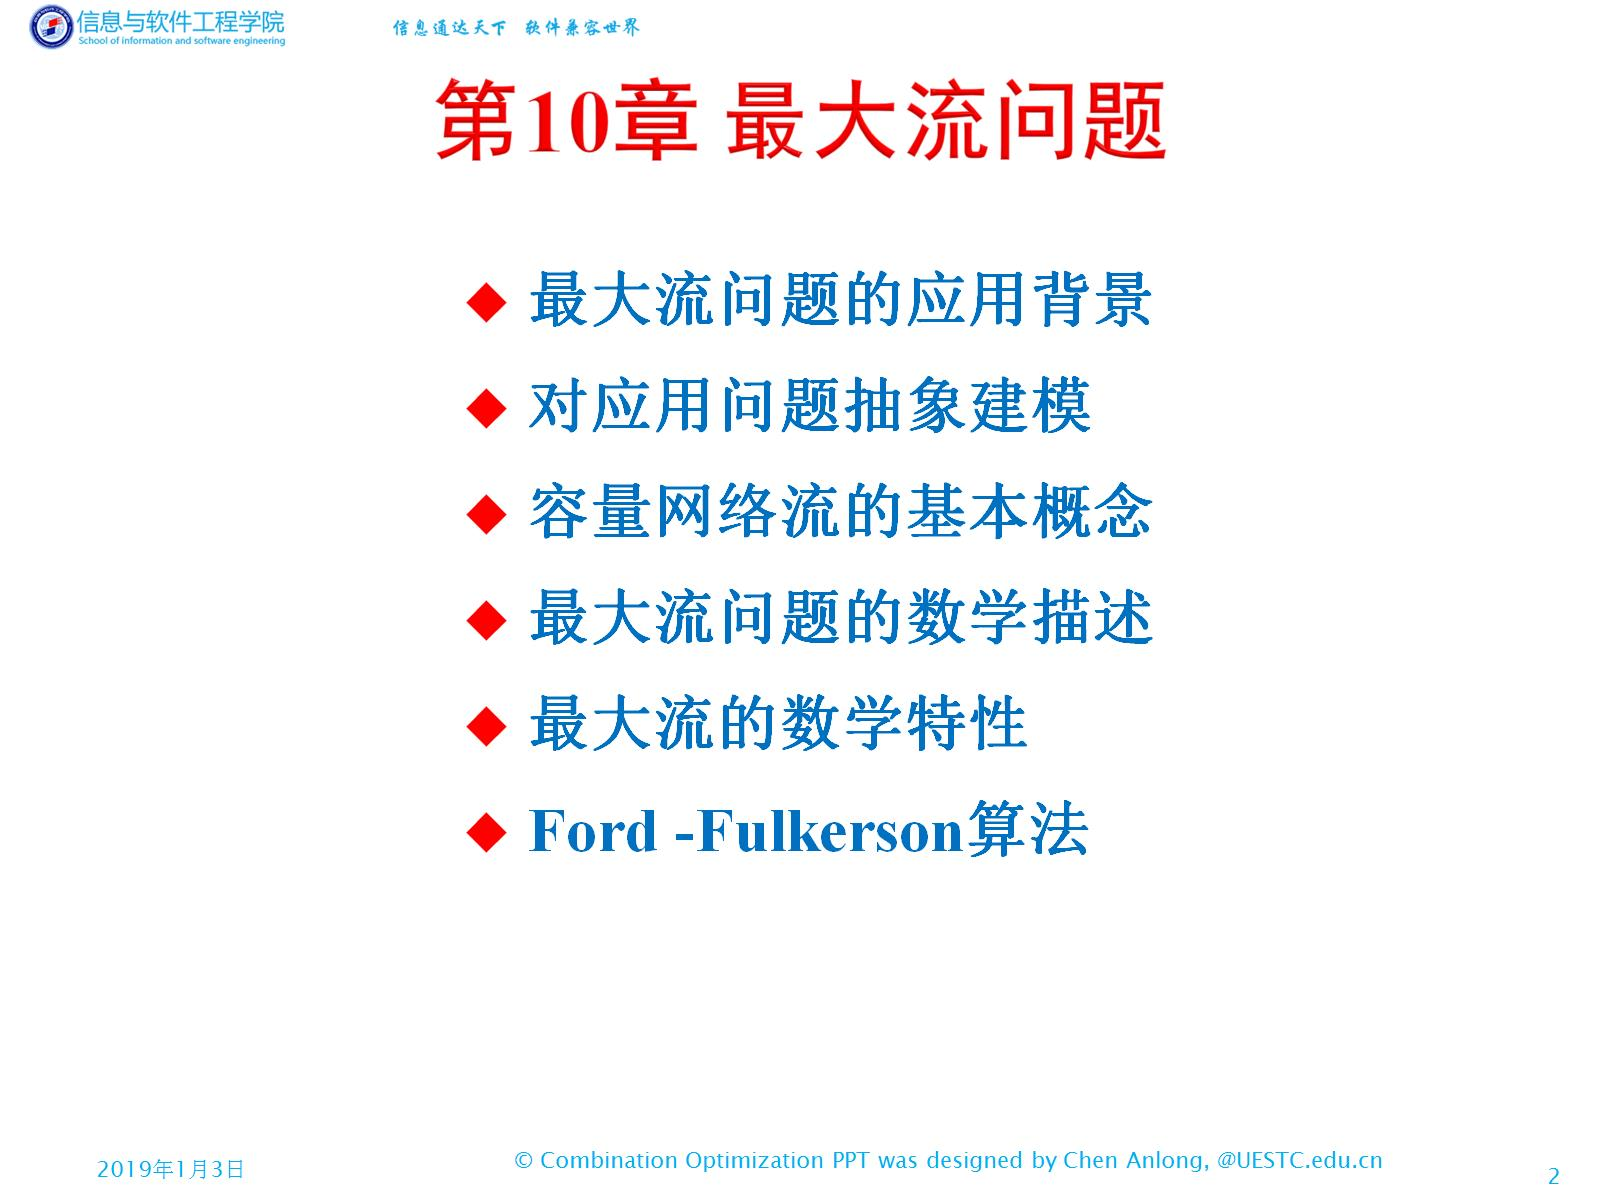 信息与软件工程学院
School of information and software engineering
信息通达天下 软件兼容世界
第10章 最大流问题
最大流问题的应用背景
对应用问题抽象建模
容量网络流的基本概念
最大流问题的数学描述
最大流的数学特性
Ford -Fulkerson算法
2019年1月3日
© Combination Optimization PPT was designed by Chen Anlong, @UESTC.edu.cn
2